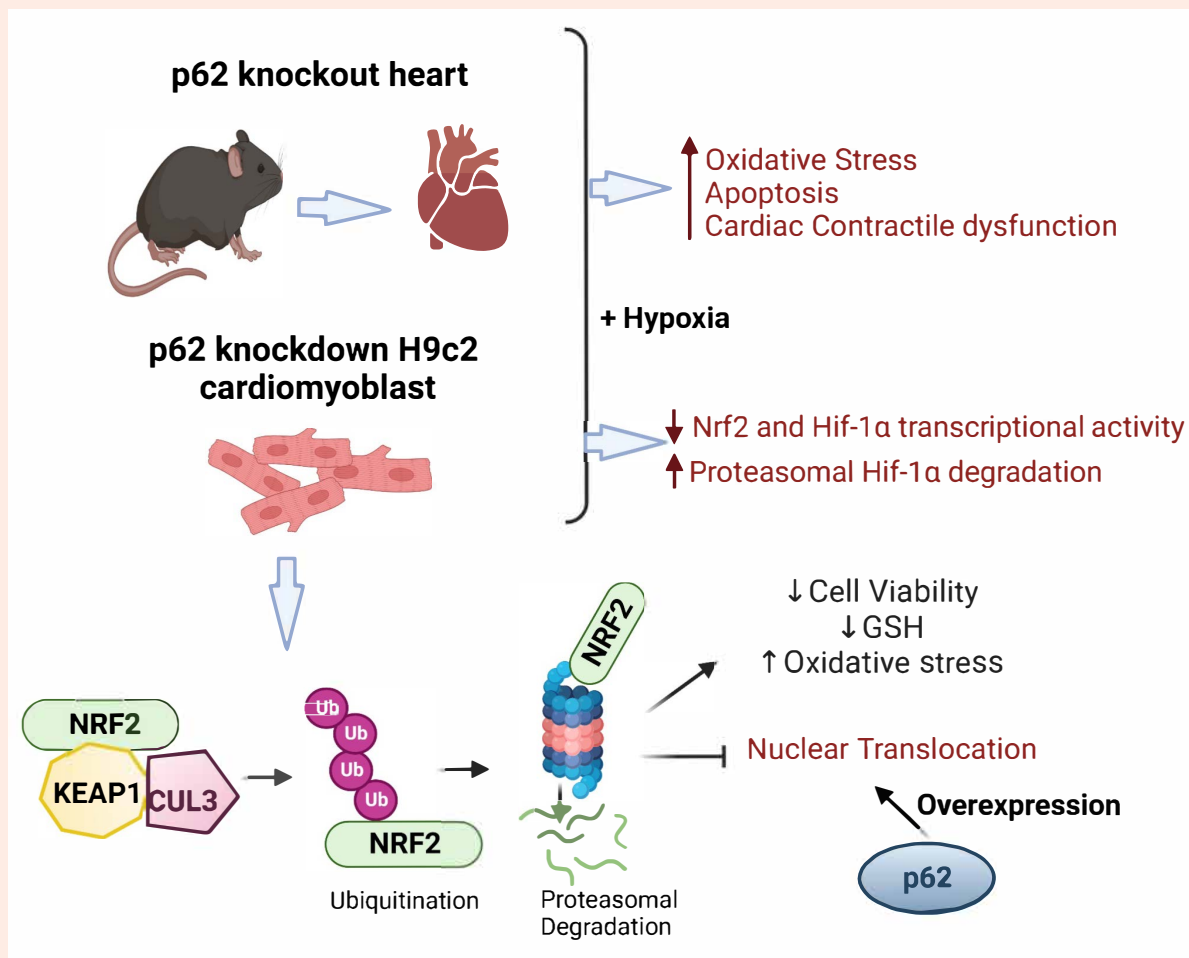 p62 knockout heart
↑ Oxidative Stress
Apoptosis
Cardiac Contractile dysfunction
+ Hypoxia
p62 knockdown H9c2
cardiomyoblast
↓ Nrf2 and Hif-1α transcriptional activity
↑ Proteasomal Hif-1α degradation
↓ Cell Viability
↓ GSH
↑ Oxidative stress
NRF2
KEAP1
CUL3
Ub
Ub
Ub
Ub
NRF2
Ubiquitination
NRF2
Proteasomal
Degradation
Nuclear Translocation
Overexpression
p62